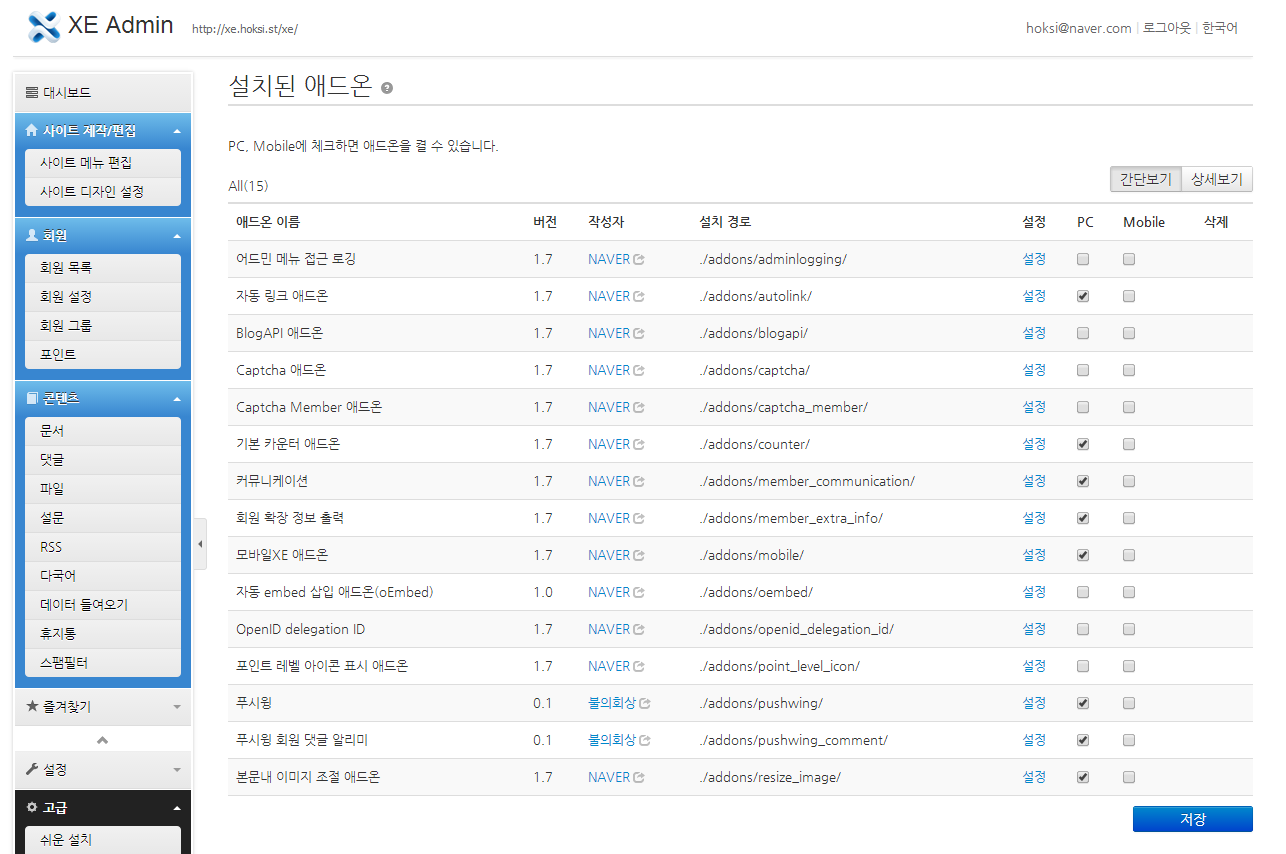 XE Admin http://xe.hoksi.st/xe/
hoksi@naver.com 로그아웃 한국어
대시보드
사이트 제작/편집
사이트 메뉴 편집
사이트 디자인 설정
회원
회원 목록
회원 설정
회원 그룹
포인트
콘텐츠
문서
댓글
파일
설문
RSS
다국어
데이터 들여오기
휴지통
스팸필터
즐겨찾기
설정
고급
쉬운 설치
설치된 애드온
PC, Mobile에 체크하면 애드온을 켤 수 있습니다.
All(15)
간단보기 상세보기
애드온 이름 버전 작성자 설치 경로 설정 PC Mobile 삭제
어드민 메뉴 접근 로깅 1.7 NAVER ./addons/adminlogging/ 설정
자동 링크 애드온 1.7 NAVER ./addons/autolink/ 설정
BlogAPI 애드온 1.7 NAVER ./addons/blogapi/ 설정
Captcha 애드온 1.7 NAVER ./addons/captcha/ 설정
Captcha Member 애드온 1.7 NAVER ./addons/captcha_member/ 설정
기본 카운터 애드온 1.7 NAVER ./addons/counter/ 설정
커뮤니케이션 1.7 NAVER ./addons/member_communication/ 설정
회원 확장 정보 출력 1.7 NAVER ./addons/member_extra_info/ 설정
모바일XE 애드온 1.7 NAVER ./addons/mobile/ 설정
자동 embed 삽입 애드온(oEmbed) 1.0 NAVER ./addons/oembed/ 설정
OpenID delegation ID 1.7 NAVER ./addons/openid_delegation_id/ 설정
포인트 레벨 아이콘 표시 애드온 1.7 NAVER ./addons/point_level_icon/ 설정
푸시윙 0.1 불의회상 ./addons/pushwing/ 설정
푸시윙 회원 댓글 알리미 0.1 불의회상 ./addons/pushwing_comment/ 설정
본문내 이미지 조절 애드온 1.7 NAVER ./addons/resize_image/ 설정
저장